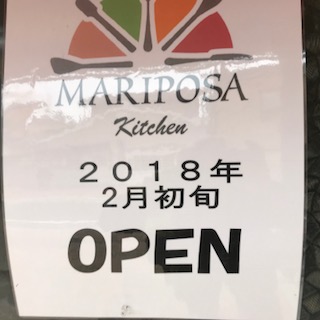 MARIPOSA
Kitchen
２０１８年
2月初旬
OPEN